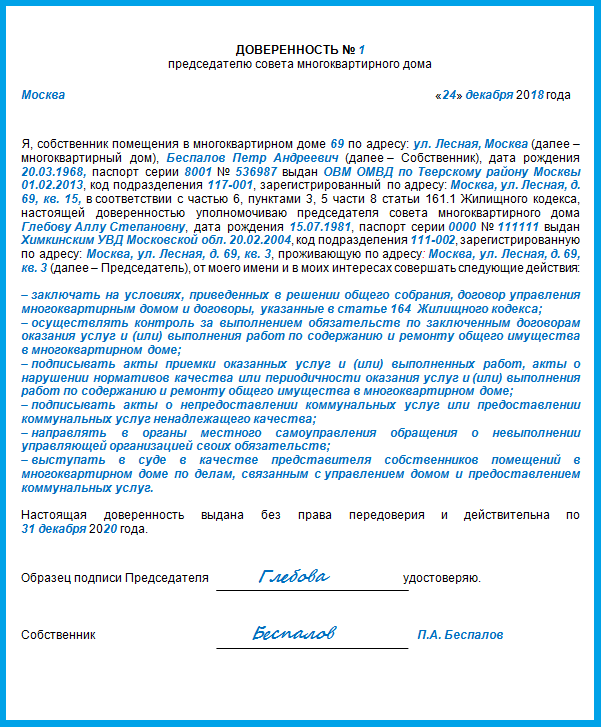 ДОВЕРЕННОСТЬ № 1
председателю совета многоквартирного дома
Москва «24» декабря 2018 года
Я, собственник помещения в многоквартирном доме 69 по адресу: ул. Лесная, Москва (далее –
многоквартирный дом), Беспалов Петр Андреевич (далее – Собственник), дата рождения
20.03.1968, паспорт серии 8001 № 536987 выдан ОВМ ОМВД по Тверскому району Москвы
01.02.2013, код подразделения 117-001, зарегистрированный по адресу: Москва, ул. Лесная, д.
69, кв. 15, в соответствии с частью 6, пунктами 3, 5 части 8 статьи 161.1 Жилищного кодекса,
настоящей доверенностью уполномочиваю председателя совета многоквартирного дома
Глебову Аллу Степановну, дата рождения 15.07.1981, паспорт серии 0000 № 111111 выдан
Химкинским УВД Московской обл. 20.02.2004, код подразделения 111-002, зарегистрированную
по адресу: Москва, ул. Лесная, д. 69, кв. 3, проживающую по адресу: Москва, ул. Лесная, д. 69,
кв. 3 (далее – Председатель), от моего имени и в моих интересах совершать следующие действия:
– заключать на условиях, приведенных в решении общего собрания, договор управления
многоквартирным домом и договоры, указанные в статье 164 Жилищного кодекса;
– осуществлять контроль за выполнением обязательств по заключенным договорам
оказания услуг и (или) выполнения работ по содержанию и ремонту общего имущества
в многоквартирном доме;
– подписывать акты приемки оказанных услуг и (или) выполненных работ, акты о
нарушении нормативов качества или периодичности оказания услуг и (или) выполнения
работ по содержанию и ремонту общего имущества в многоквартирном доме;
– подписывать акты о непредоставлении коммунальных услуг или предоставлении
коммунальных услуг ненадлежащего качества;
– направлять в органы местного самоуправления обращения о невыполнении
управляющей организацией своих обязательств;
– выступать в суде в качестве представителя собственников помещений в
многоквартирном доме по делам, связанным с управлением домом и предоставлением
коммунальных услуг.
Настоящая доверенность выдана без права передоверия и действительна по
31 декабря 2020 года.
Образец подписи Председателя Глебова удостоверяю.
Собственник Беспалов П.А. Беспалов